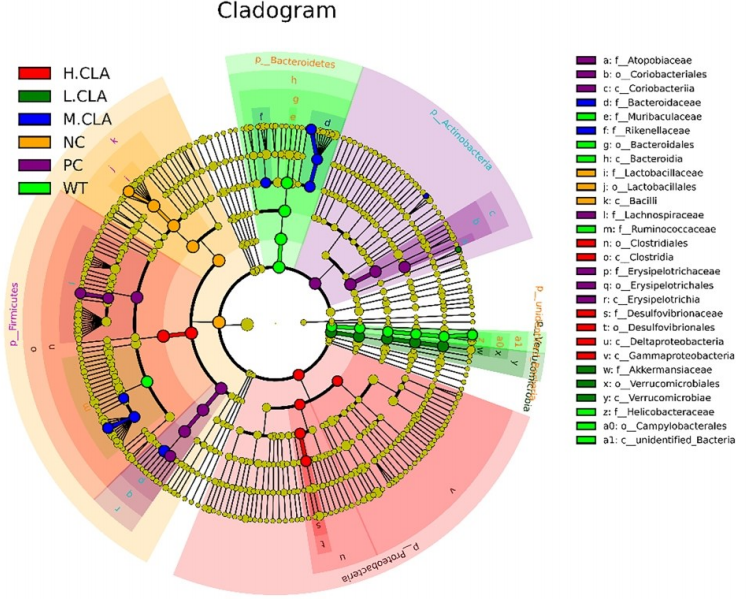 Cladogram
H.CLA
L.CLA
M.CLA
NC
PC
WT
p__Bacteroidetes
h
g
f
e
d
p__Actinobacteria
c
b
p__Firmicutes
k
j
o
n
p
q
r
s
t
u
v
p__Proteobacteria
w
x
y
a0
a1
a: f__Atopobiaceae
b: o__Coriobacteriales
c: c__Coriobacteriia
d: f__Bacteroidaceae
e: f__Muribaculaceae
f: f__Rikenellaceae
g: o__Bacteroidales
h: c__Bacteroidia
i: f__Lactobacillaceae
j: o__Lactobacillales
k: c__Bacilli
l: f__Lachnospiraceae
m: f__Ruminococcaceae
n: o__Clostridiales
o: c__Clostridia
p: f__Erysipelotrichaceae
q: o__Erysipelotrichales
r: c__Erysipelotrichia
s: f__Desulfovibrionaceae
t: o__Desulfovibrionales
u: c__Deltaproteobacteria
v: c__Gammaproteobacteria
w: f__Akkermansiaceae
x: o__Verrucomicrobiales
y: c__Verrucomicrobiae
z: f__Helicobacteraceae
a0: o__Campylobacterales
a1: c__unidentified_Bacteria